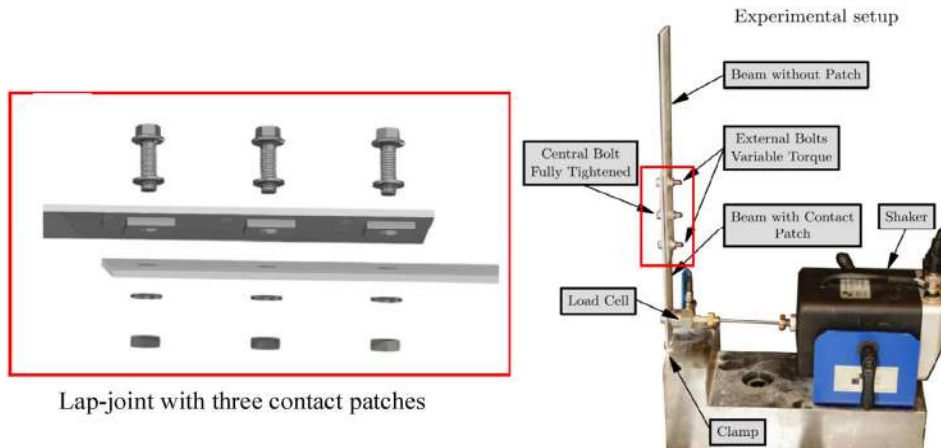 Experimental setup
Beam without Patch
External Bolts
Variable Torque
Central Bolt
Fully Tightened
Beam with Contact
Patch
Shaker
Load Cell
Clamp
Lap-joint with three contact patches